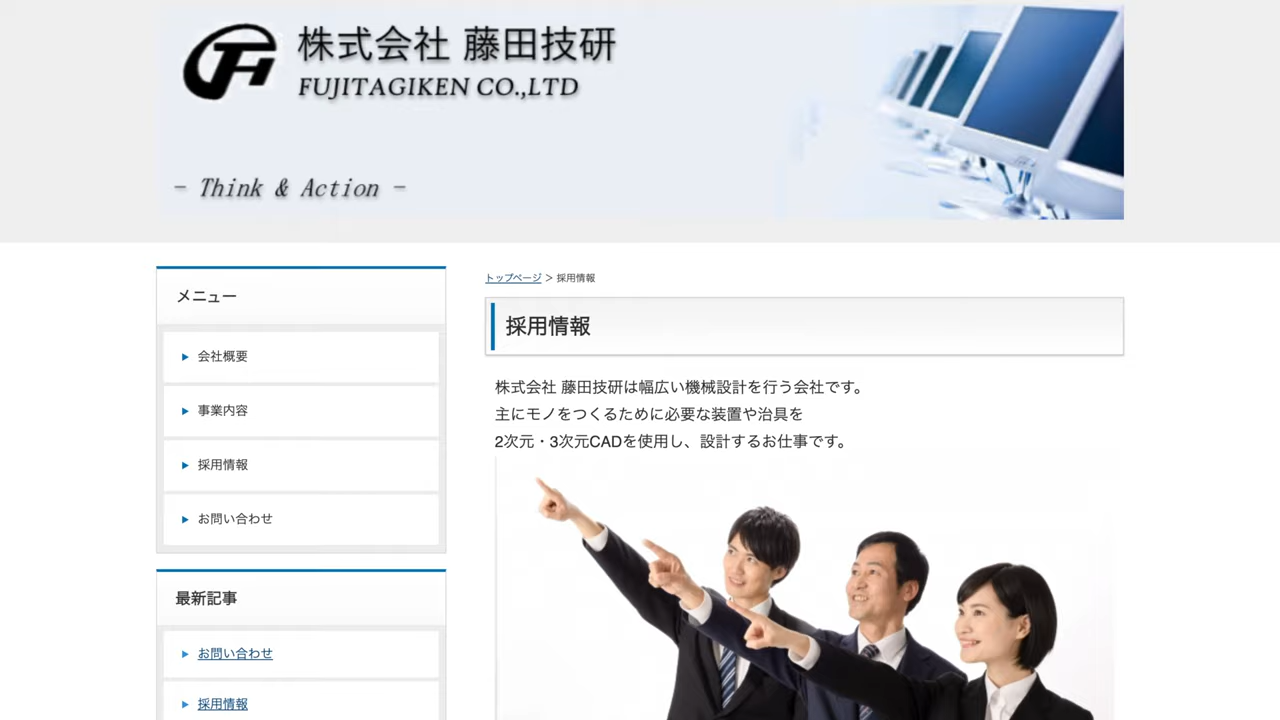 株式会社 藤田技研
FUJITAGIKEN CO.,LTD
- Think & Action -
メニュー
会社概要
事業内容
採用情報
お問い合わせ
最新記事
お問い合わせ
採用情報
トップページ > 採用情報
採用情報
株式会社 藤田技研は幅広い機械設計を行う会社です。
主にモノをつくるために必要な装置や治具を
2次元・3次元CADを使用し、設計するお仕事です。